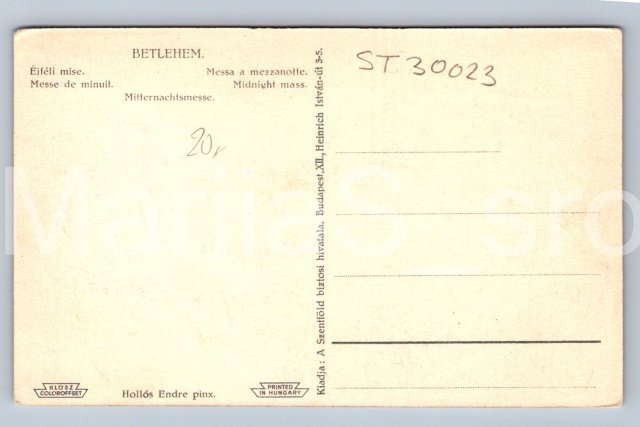 BETLEHEM.
Éjféli mise.
Messa a mezzanotte.
Messe de minuit.
Midnight mass.
Mitternachtsmesse.
20
ST30023
Kiadja: A Szentföld biztosi hivatala, Budapest, XII., Heinrich István-út 3-5.
KLÖSZ
COLOROFFSET
Hollós Endre pinx.
PRINTED
IN HUNGARY